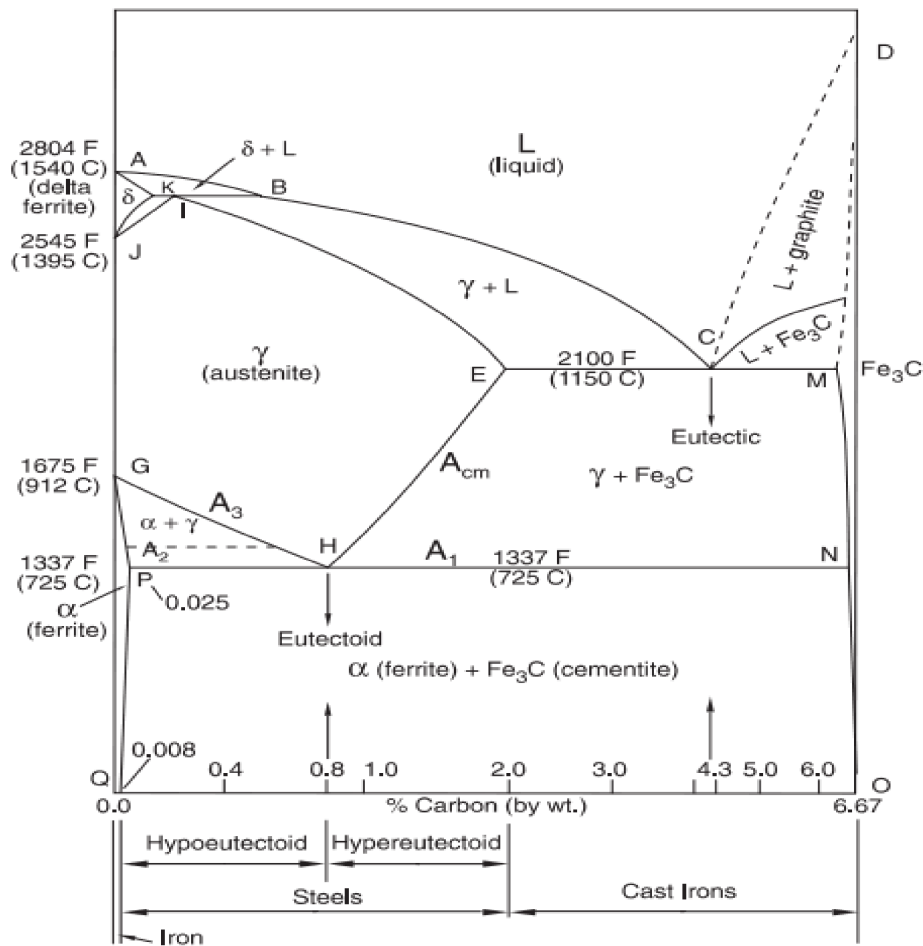 D
2804 F
(1540 C)
(delta
ferrite)
A
δ + L
L
(liquid)
δ
K
B
I
2545 F
(1395 C)
J
L + graphite
γ + L
C
L + Fe₃C
γ
(austenite)
E
2100 F
(1150 C)
M
Fe₃C
Eutectic
1675 F
(912 C)
G
A₃
Acm
γ + Fe₃C
α + γ
A₂
H
A₁
1337 F
(725 C)
N
1337 F
(725 C)
P
0.025
α
(ferrite)
Eutectoid
α (ferrite) + Fe₃C (cementite)
0.008
Q
0.4
0.8
1.0
2.0
3.0
4.3
5.0
6.0
O
0.0
% Carbon (by wt.)
6.67
Hypoeutectoid
Hypereutectoid
Steels
Cast Irons
Iron